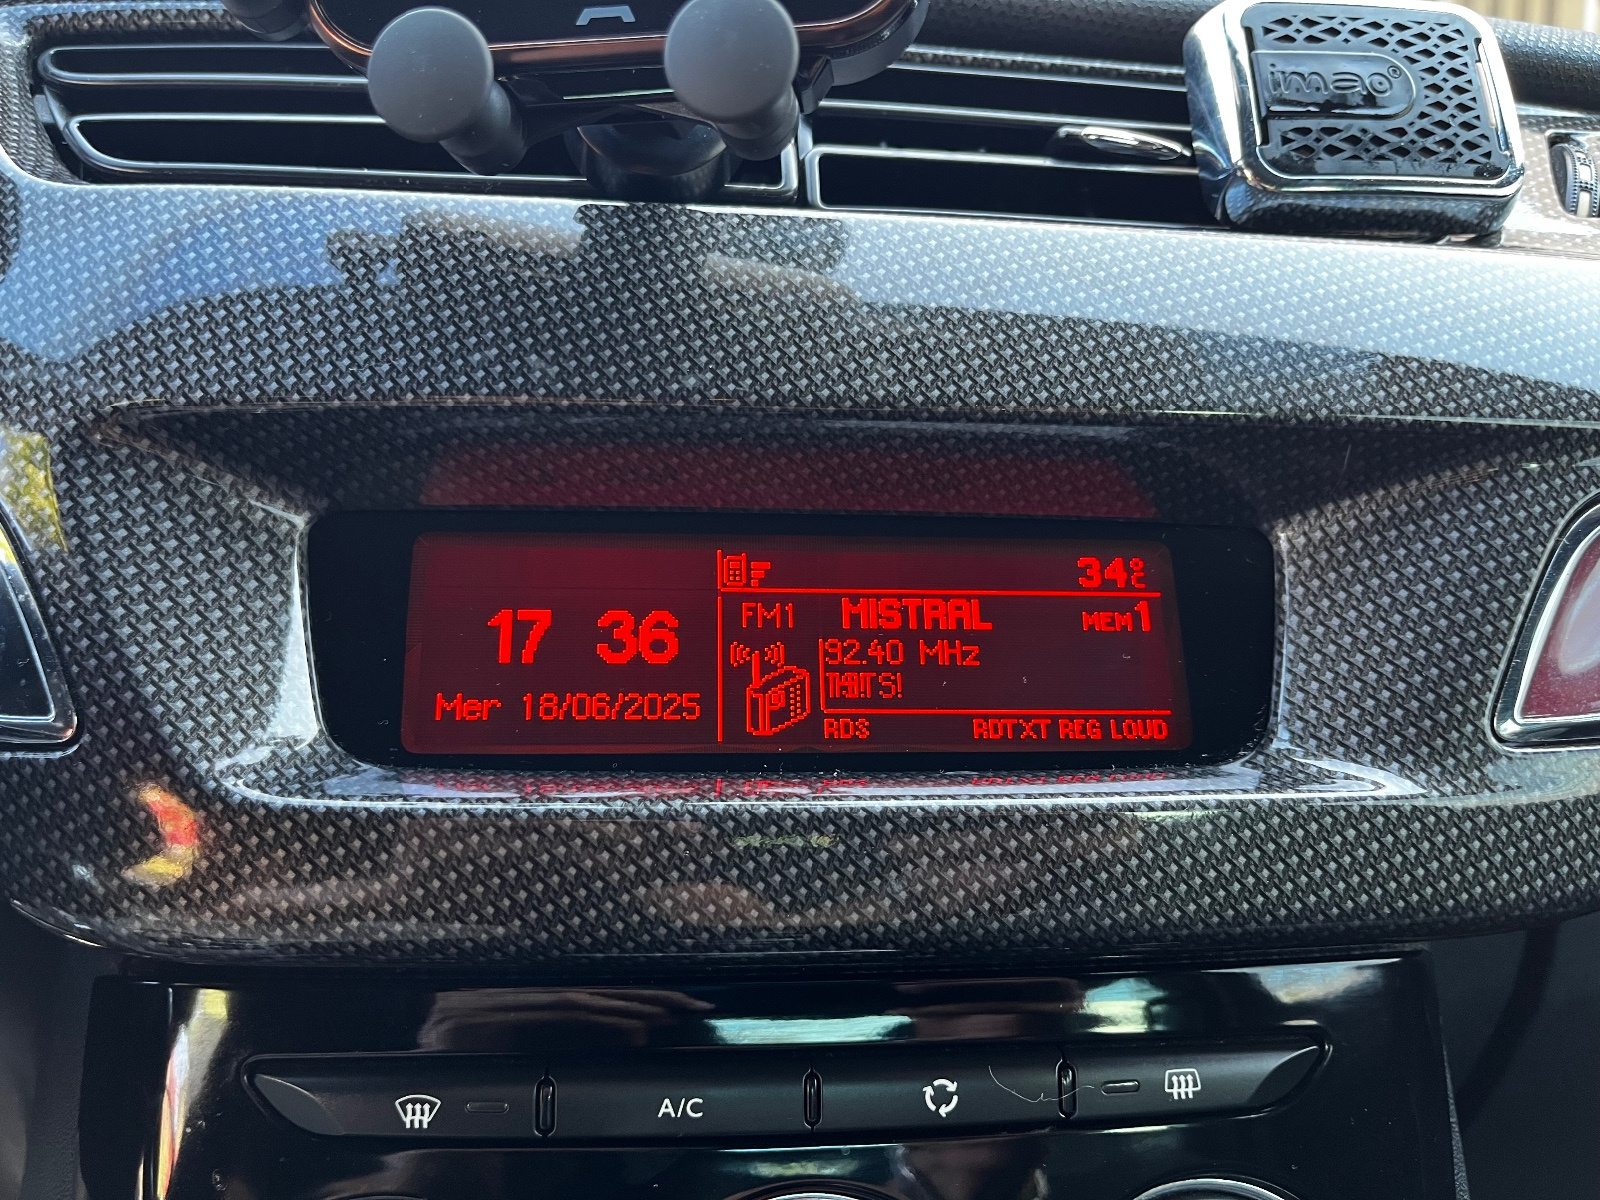 imao®
34°C
17 36
FM1 MISTRAL MEM1
92.40 MHz
Mer 18/06/2025
RDS RDTXT REG LOUD
A/C